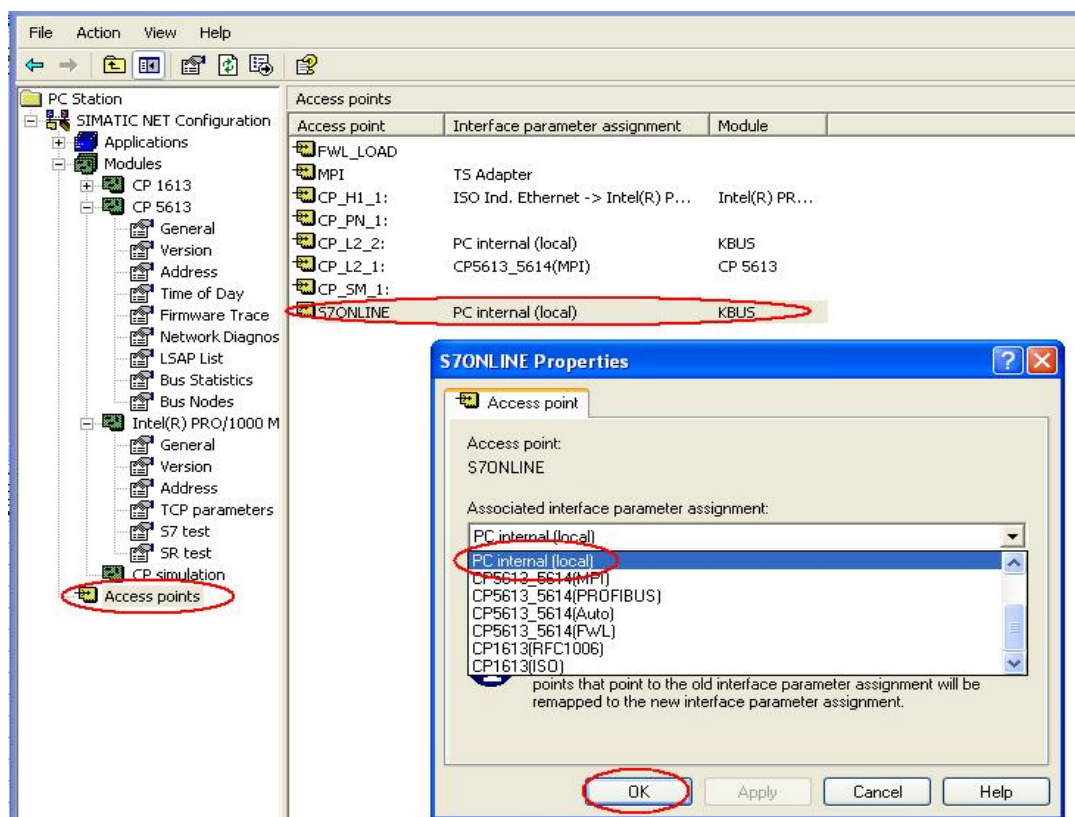 File Action View Help
PC Station
SIMATIC NET Configuration
Applications
Modules
CP 1613
CP 5613
General
Version
Address
Time of Day
Firmware Trace
Network Diagnos
LSAP List
Bus Statistics
Bus Nodes
Intel(R) PRO/1000 M
General
Version
Address
TCP parameters
S7 test
SR test
CP simulation
Access points
Access points
Access point Interface parameter assignment Module
FWL_LOAD
MPI TS Adapter
CP_H1_1: ISO Ind. Ethernet -> Intel(R) P... Intel(R) PR...
CP_PN_1:
CP_L2_2: PC internal (local) KBUS
CP_L2_1: CP5613_5614(MPI) CP 5613
CP_SM_1:
S7ONLINE PC internal (local) KBUS
S7ONLINE Properties
Access point
Access point:
S7ONLINE
Associated interface parameter assignment:
PC internal (local)
PC internal (local)
CP5613_5614(MPI)
CP5613_5614(PROFIBUS)
CP5613_5614(Auto)
CP5613_5614(FWL)
CP1613(RFC1006)
CP1613(ISO)
points that point to the old interface parameter assignment will be
remapped to the new interface parameter assignment.
OK Apply Cancel Help